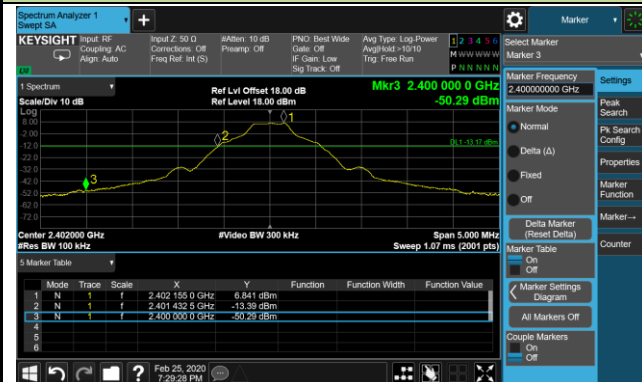 Spectrum Analyzer 1
Swept SA
Marker
KEYSIGHT
Input: RF
Coupling: AC
Align: Auto
Input Z: 50 Ω
Corrections: Off
Freq Ref: Int (S)
#Atten: 10 dB
Preamp: Off
PNO: Best Wide
Gate: Off
IF Gain: Low
Sig Track: Off
Avg Type: Log-Power
Avg|Hold:>10/10
Trig: Free Run
1 2 3 4 5 6
M W W W W W
P N N N N N
1 Spectrum
Scale/Div 10 dB
Log
Ref Lvl Offset 18.00 dB
Ref Level 18.00 dBm
Mkr3 2.400 000 0 GHz
-50.29 dBm
8.00
-2.00
-12.0
-22.0
-32.0
-42.0
-52.0
-62.0
-72.0
1
2
3
DL1 -13.17 dBm
Center 2.402000 GHz
#Res BW 100 kHz
#Video BW 300 kHz
Span 5.000 MHz
Sweep 1.07 ms (2001 pts)
5 Marker Table
Mode Trace Scale X Y Function Function Width Function Value
1 N 1 f 2.402 155 0 GHz 6.841 dBm
2 N 1 f 2.401 432 5 GHz -13.39 dBm
3 N 1 f 2.400 000 0 GHz -50.29 dBm
4
5
6
Feb 25, 2020
7:29:28 PM
Select Marker
Marker 3
Marker Frequency
2.400000000 GHz
Marker Mode
Normal
Delta (Δ)
Fixed
Off
Delta Marker
(Reset Delta)
Marker Table
On
Off
Marker Settings
Diagram
All Markers Off
Couple Markers
On
Off
Settings
Peak
Search
Pk Search
Config
Properties
Marker
Function
Marker→
Counter